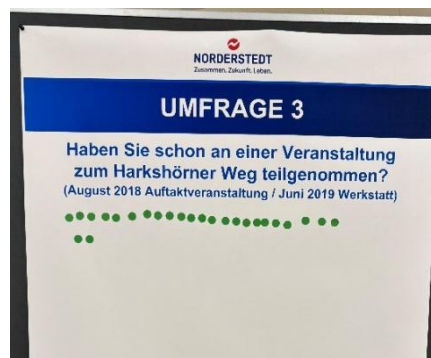 NORDERSTEDT
Zusammen. Zukunft. Leben.
UMFRAGE 3
Haben Sie schon an einer Veranstaltung
zum Harkshörner Weg teilgenommen?
(August 2018 Auftaktveranstaltung / Juni 2019 Werkstatt)